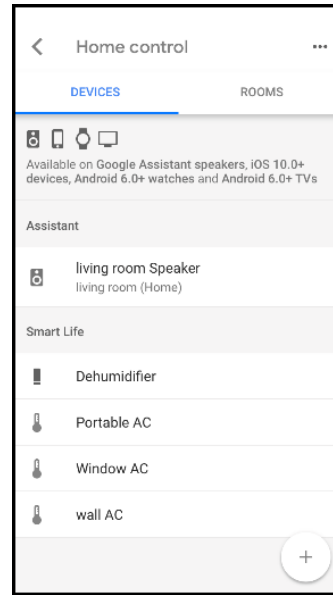 Home control
DEVICES ROOMS
Available on Google Assistant speakers, iOS 10.0+
devices, Android 6.0+ watches and Android 6.0+ TVs
Assistant
living room Speaker
living room (Home)
Smart Life
Dehumidifier
Portable AC
Window AC
wall AC